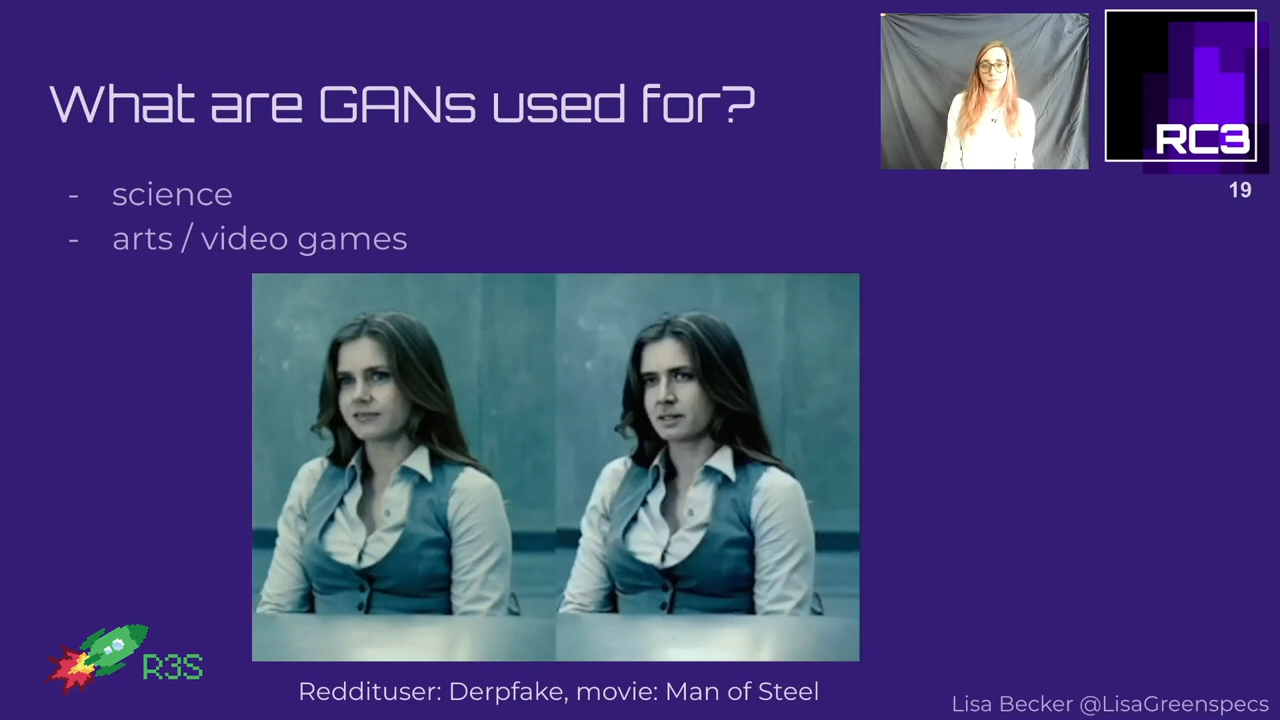 What are GANs used for?
RC3
19
- science
- arts / video games
R3S
Reddituser: Derpfake, movie: Man of Steel
Lisa Becker @LisaGreenspecs